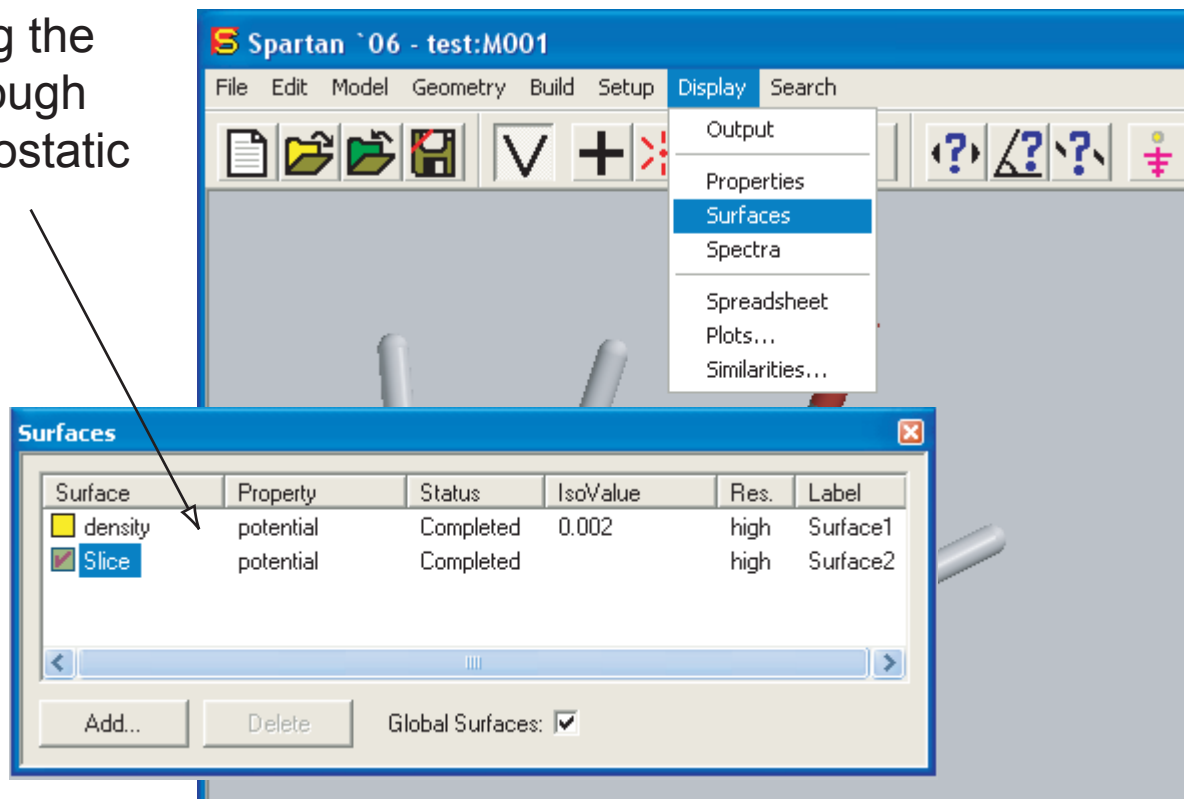 g the
ough
ostatic
Spartan `06 - test:M001
File Edit Model Geometry Build Setup Display Search
Output
Properties
Surfaces
Spectra
Spreadsheet
Plots...
Similarities...
Surfaces
Surface Property Status IsoValue Res. Label
density potential Completed 0.002 high Surface1
Slice potential Completed high Surface2
Add... Delete Global Surfaces: